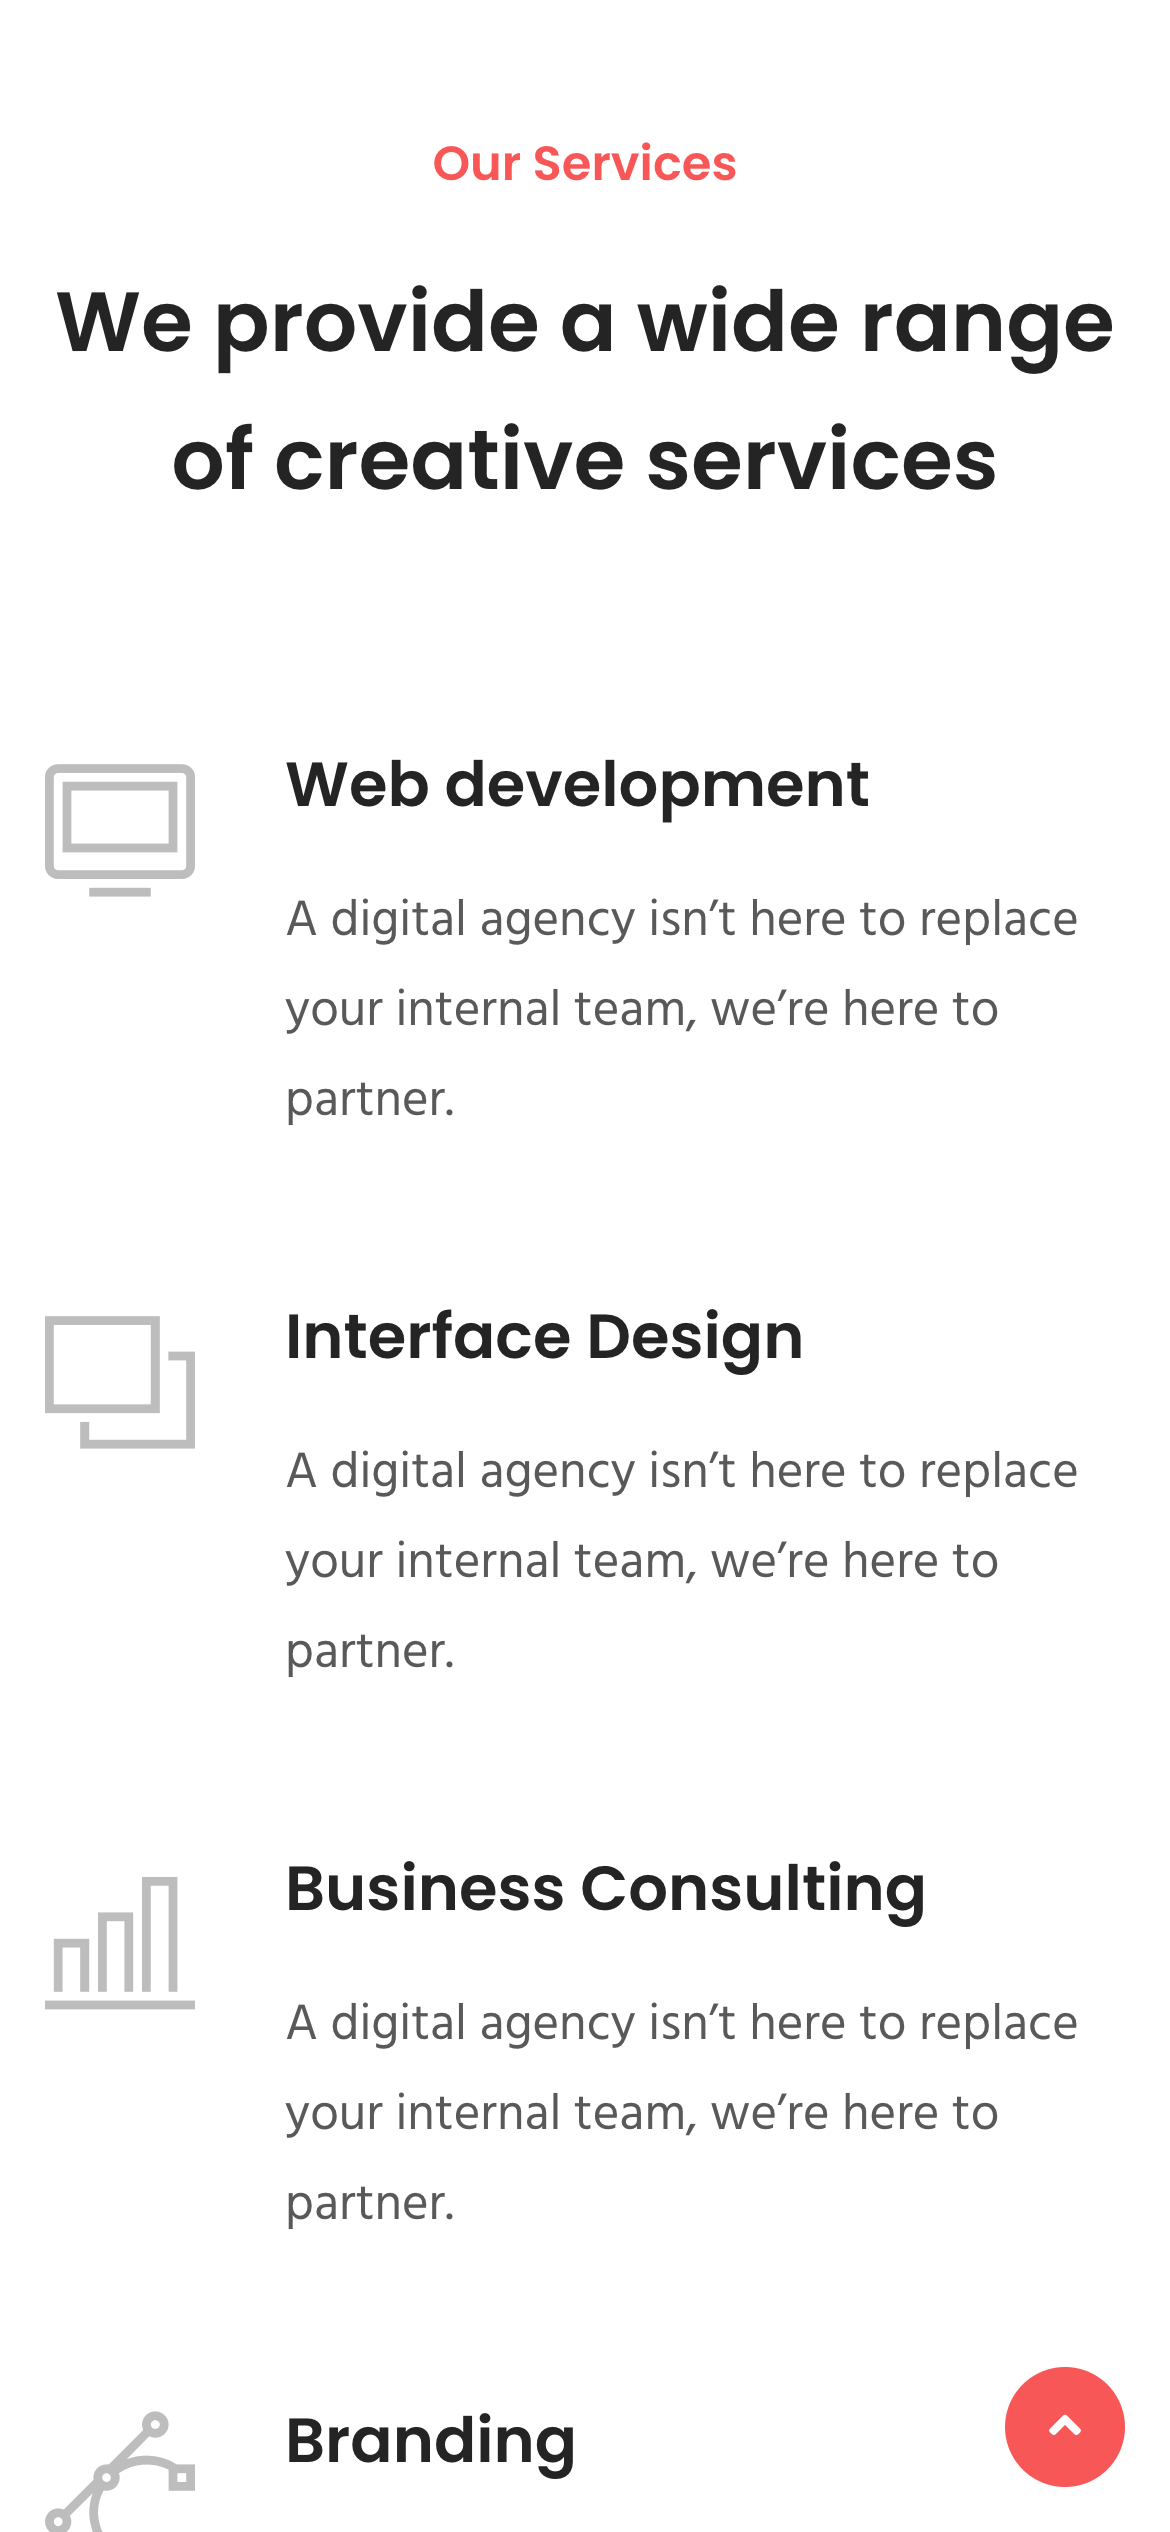 Our Services
We provide a wide range
of creative services
Web development
A digital agency isn’t here to replace
your internal team, we’re here to
partner.
Interface Design
A digital agency isn’t here to replace
your internal team, we’re here to
partner.
Business Consulting
A digital agency isn’t here to replace
your internal team, we’re here to
partner.
Branding